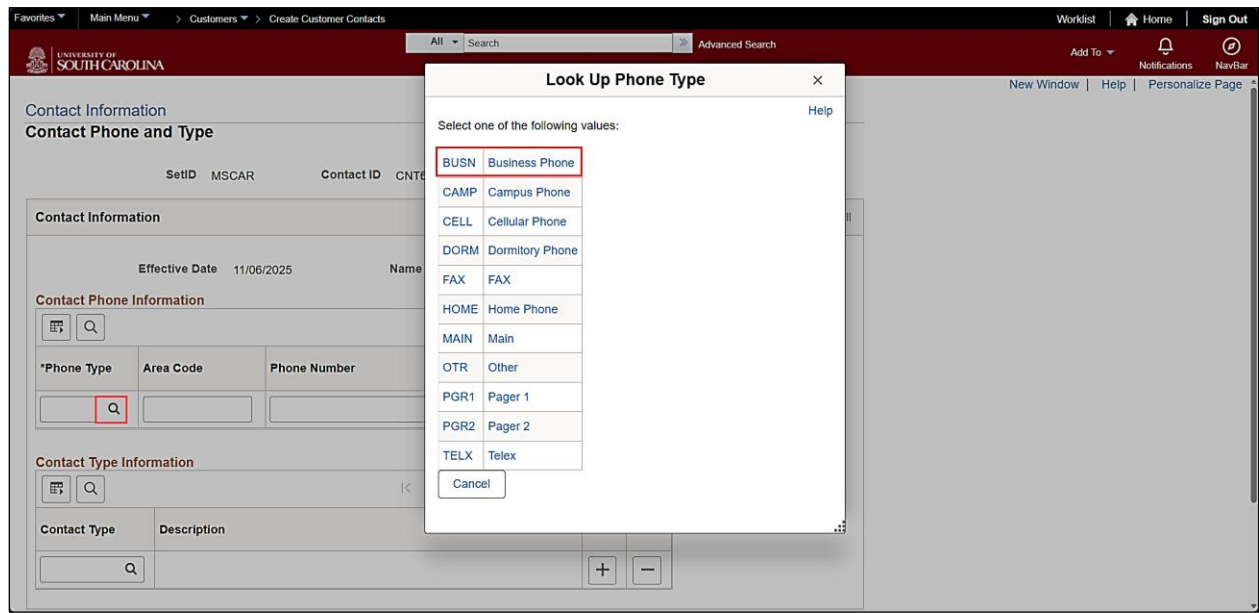 Favorites Main Menu > Customers > Create Customer Contacts Worklist Home Sign Out
UNIVERSITY OF
SOUTH CAROLINA
All Search Advanced Search
Add To Notifications NavBar
New Window | Help | Personalize Page
Contact Information
Contact Phone and Type
SetID MSCAR Contact ID
Contact Information
Effective Date 11/06/2025 Name
Contact Phone Information
*Phone Type Area Code Phone Number
Contact Type Information
Contact Type Description
Look Up Phone Type
Help
Select one of the following values:
BUSN Business Phone
CAMP Campus Phone
CELL Cellular Phone
DORM Dormitory Phone
FAX FAX
HOME Home Phone
MAIN Main
OTR Other
PGR1 Pager 1
PGR2 Pager 2
TELX Telex
Cancel